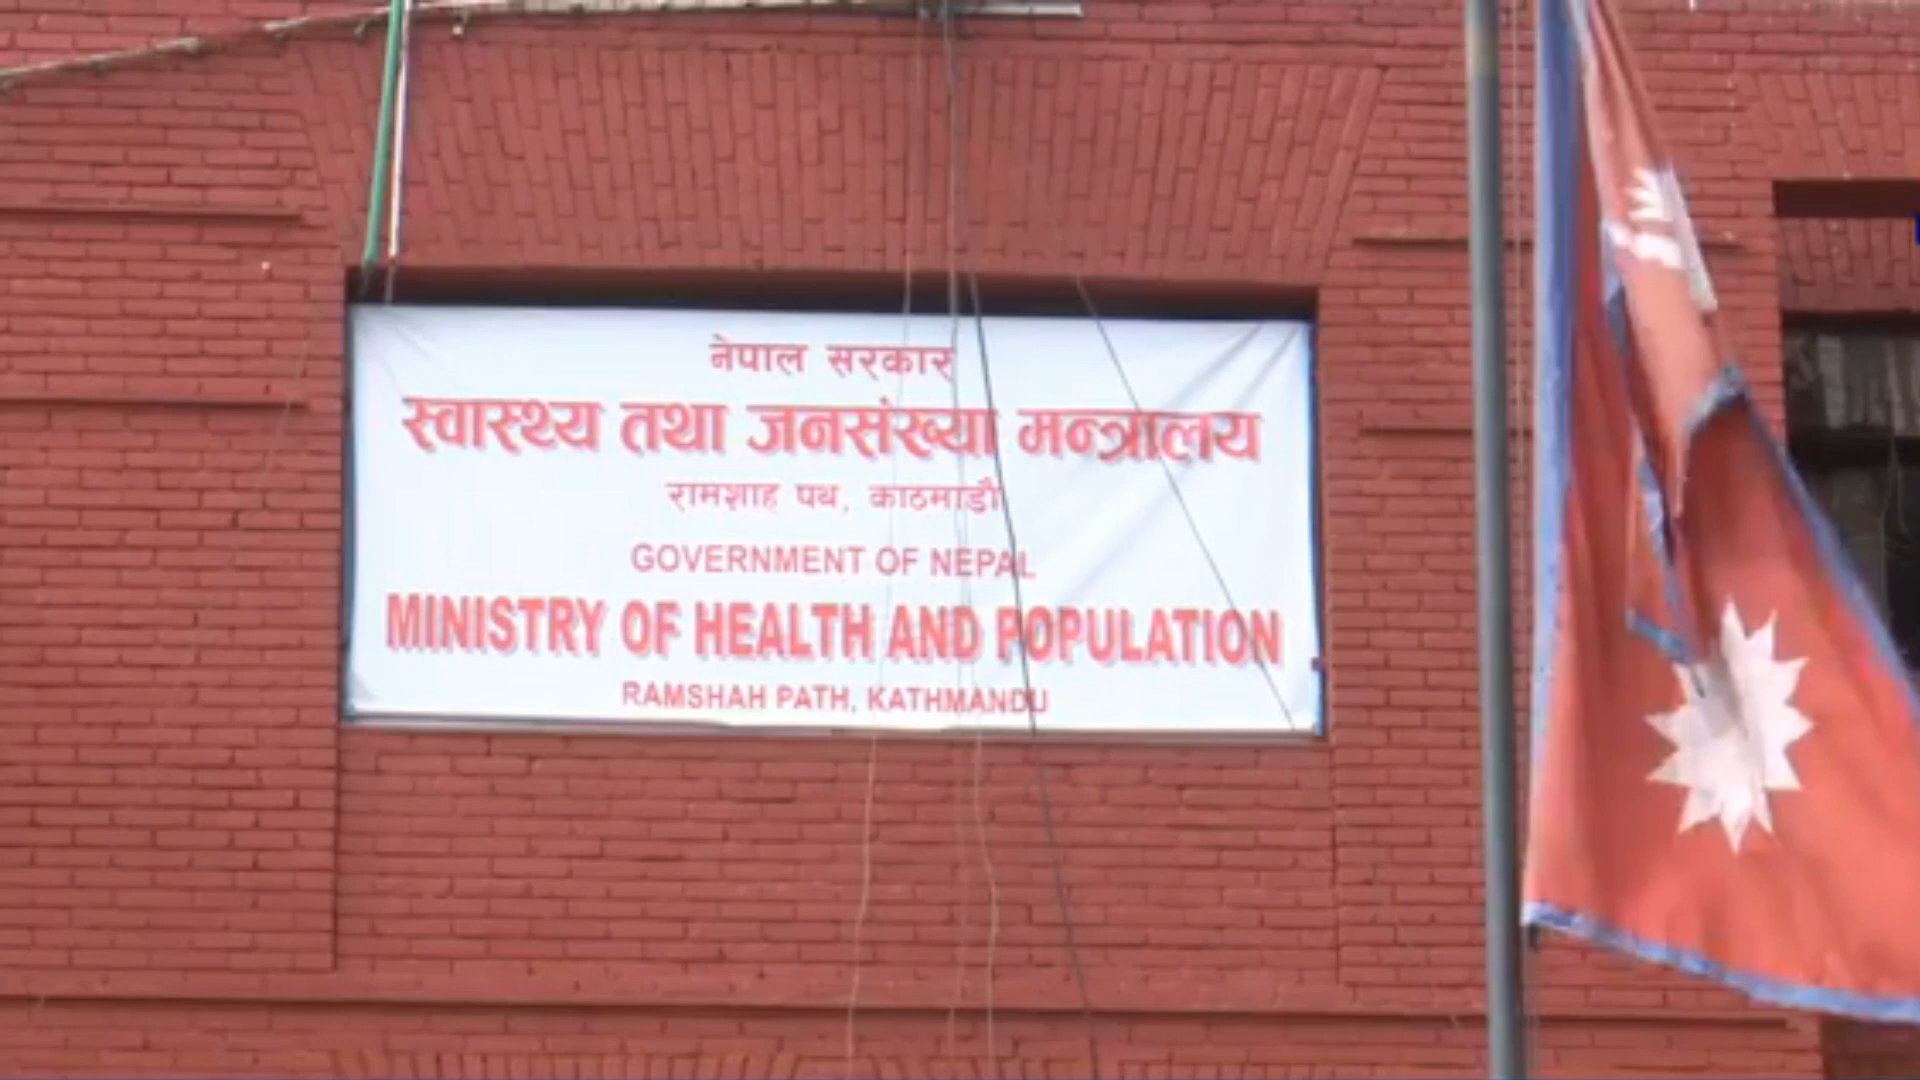 नेपाल सरकार
स्वास्थ्य तथा जनसंख्या मन्त्रालय
रामशाह पथ, काठमाडौ
GOVERNMENT OF NEPAL
MINISTRY OF HEALTH AND POPULATION
RAMSHAH PATH, KATHMANDU